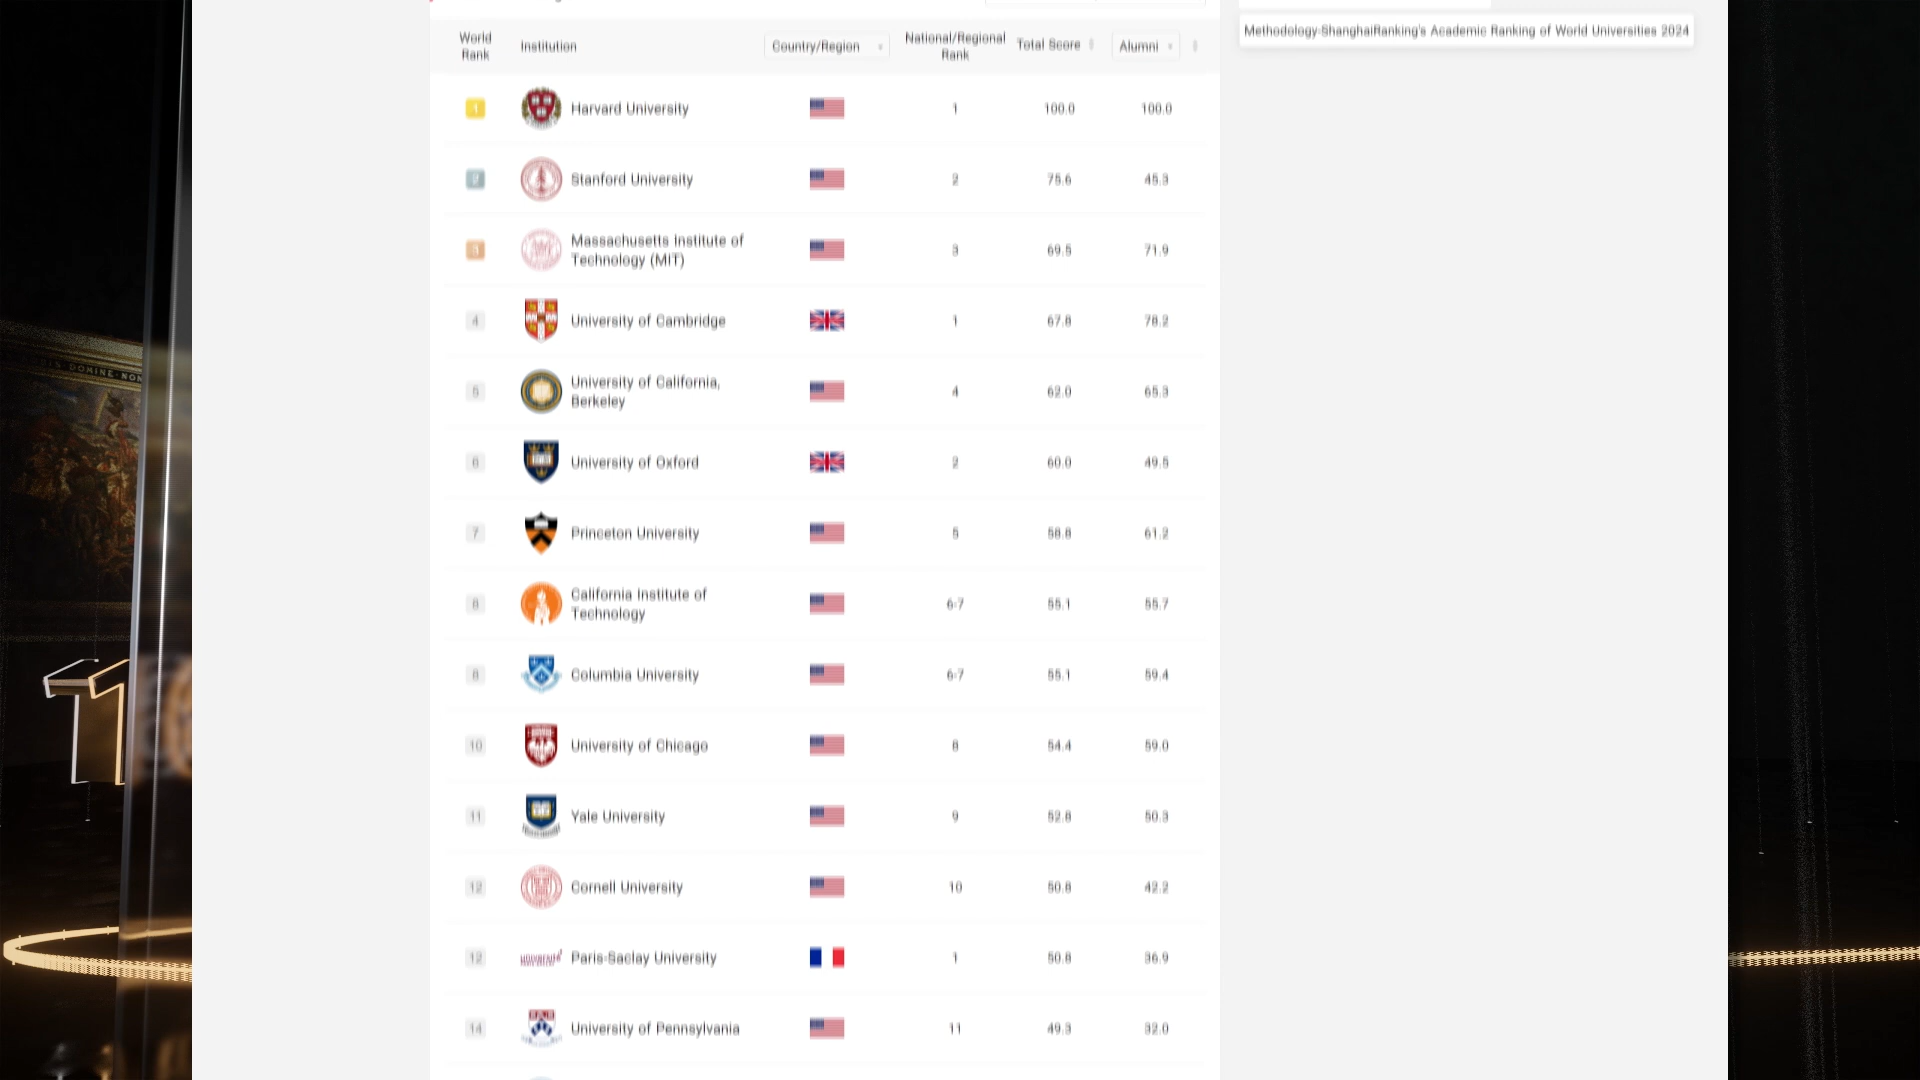 World Rank Institution Country/Region National/Regional Rank Total Score Alumni
Methodology-ShanghaiRanking's Academic Ranking of World Universities 2024
1 Harvard University 1 100.0 100.0
2 Stanford University 2 75.6 45.3
3 Massachusetts Institute of Technology (MIT) 3 69.5 71.9
4 University of Cambridge 1 67.8 78.2
5 University of California, Berkeley 4 62.0 65.3
6 University of Oxford 2 60.0 49.5
7 Princeton University 5 58.8 61.2
8 California Institute of Technology 6-7 55.1 55.7
8 Columbia University 6-7 55.1 59.4
10 University of Chicago 8 54.4 59.0
11 Yale University 9 52.8 50.3
12 Cornell University 10 50.8 42.2
12 Paris-Saclay University 1 50.8 36.9
14 University of Pennsylvania 11 49.3 32.0
DOMINE